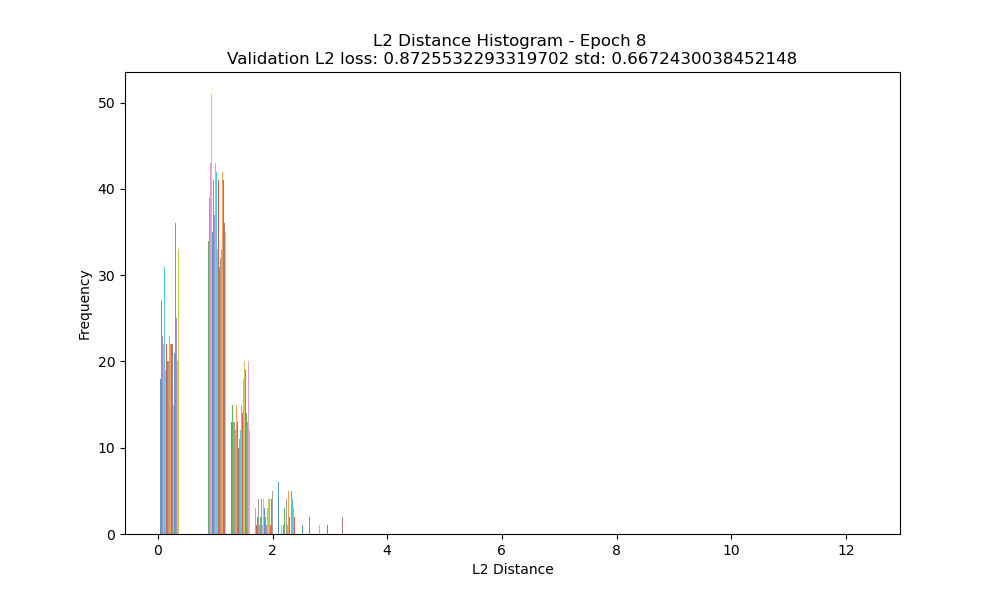 L2 Distance Histogram - Epoch 8
Validation L2 loss: 0.8725532293319702 std: 0.6672430038452148
50
40
30
20
10
0
Frequency
0 2 4 6 8 10 12
L2 Distance